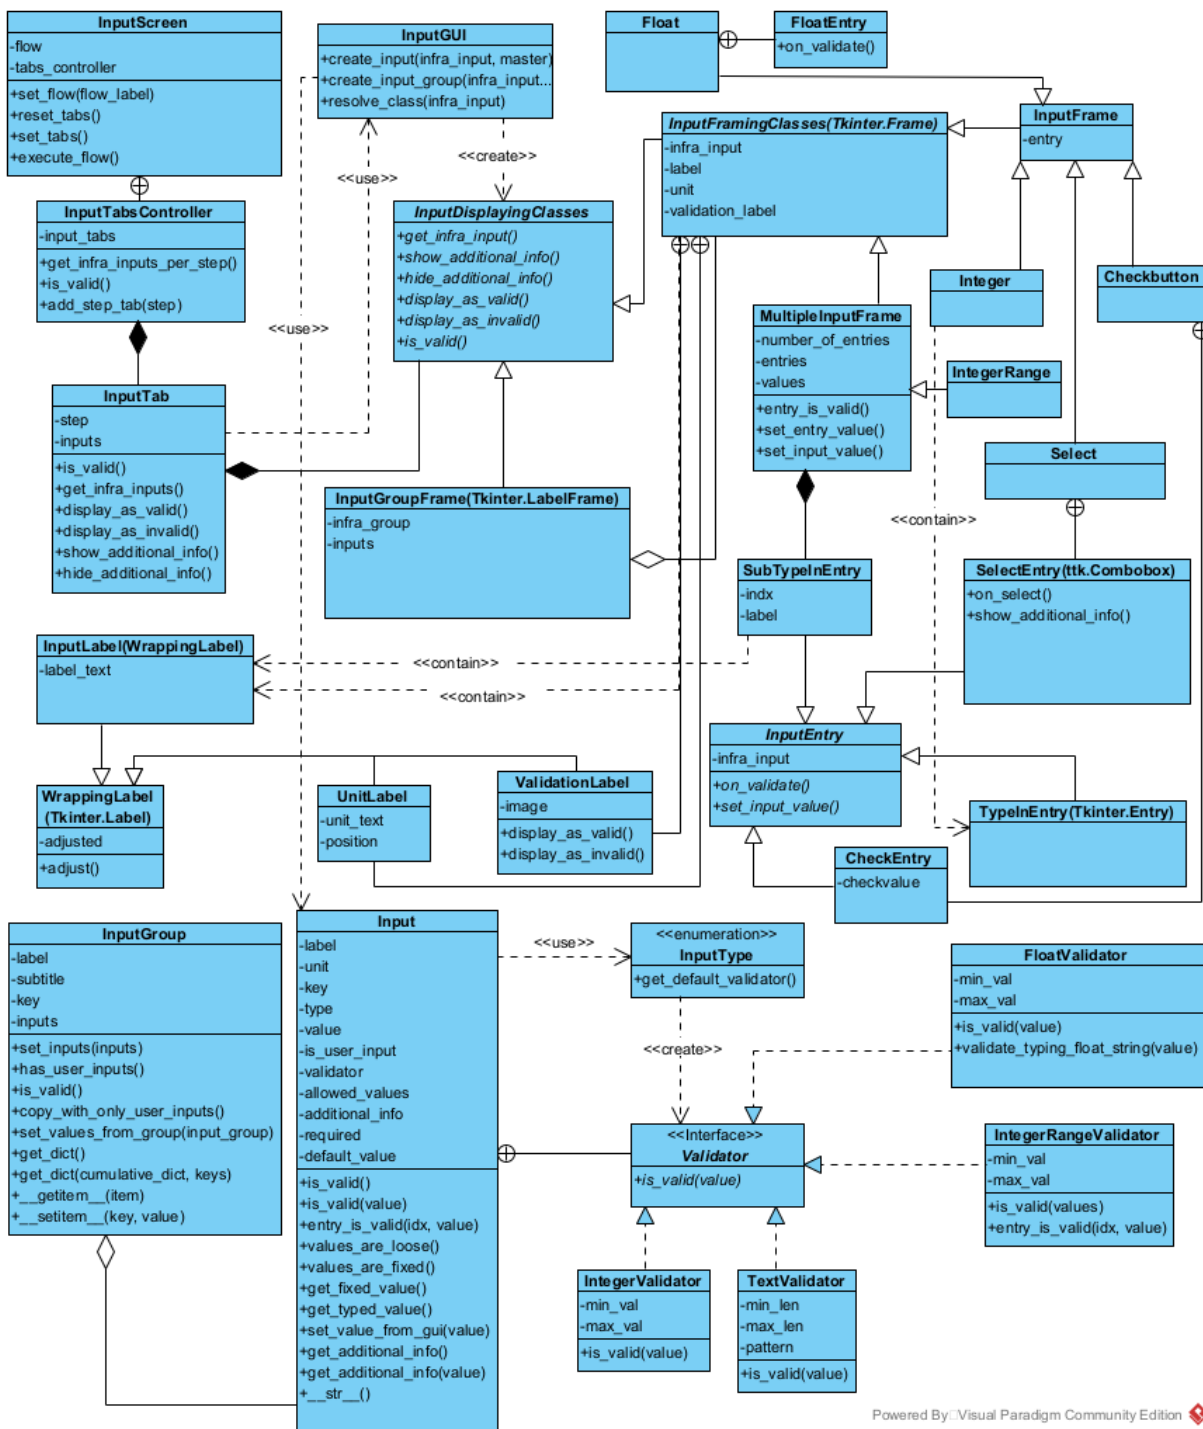 InputScreen
-flow
-tabs_controller
+set_flow(flow_label)
+reset_tabs()
+set_tabs()
+execute_flow()
InputGUI
+create_input(infra_input, master)
+create_input_group(infra_input...
+resolve_class(infra_input)
Float
FloatEntry
+on_validate()
InputFrame
-entry
InputFramingClasses(Tkinter.Frame)
-infra_input
-label
-unit
-validation_label
<<create>>
<<use>>
InputTabsController
-input_tabs
+get_infra_inputs_per_step()
+is_valid()
+add_step_tab(step)
InputDisplayingClasses
+get_infra_input()
+show_additional_info()
+hide_additional_info()
+display_as_valid()
+display_as_invalid()
+is_valid()
<<use>>
Integer
Checkbutton
MultipleInputFrame
-number_of_entries
-entries
-values
+entry_is_valid()
+set_entry_value()
+set_input_value()
IntegerRange
InputTab
-step
-inputs
+is_valid()
+get_infra_inputs()
+display_as_valid()
+display_as_invalid()
+show_additional_info()
+hide_additional_info()
Select
InputGroupFrame(Tkinter.LabelFrame)
-infra_group
-inputs
<<contain>>
SubTypeInEntry
-indx
-label
SelectEntry(ttk.Combobox)
+on_select()
+show_additional_info()
InputLabel(WrappingLabel)
-label_text
<<contain>>
<<contain>>
InputEntry
-infra_input
+on_validate()
+set_input_value()
WrappingLabel
(Tkinter.Label)
-adjusted
+adjust()
UnitLabel
-unit_text
-position
ValidationLabel
-image
+display_as_valid()
+display_as_invalid()
TypeInEntry(Tkinter.Entry)
CheckEntry
-checkvalue
InputGroup
-label
-subtitle
-key
-inputs
+set_inputs(inputs)
+has_user_inputs()
+is_valid()
+copy_with_only_user_inputs()
+set_values_from_group(input_group)
+get_dict()
+get_dict(cumulative_dict, keys)
+__getitem__(item)
+__setitem__(key, value)
Input
-label
-unit
-key
-type
-value
-is_user_input
-validator
-allowed_values
-additional_info
-required
-default_value
+is_valid()
+is_valid(value)
+entry_is_valid(idx, value)
+values_are_loose()
+values_are_fixed()
+get_fixed_value()
+get_typed_value()
+set_value_from_gui(value)
+get_additional_info()
+get_additional_info(value)
+__str__()
<<use>>
<<enumeration>>
InputType
+get_default_validator()
<<create>>
FloatValidator
-min_val
-max_val
+is_valid(value)
+validate_typing_float_string(value)
<<Interface>>
Validator
+is_valid(value)
IntegerRangeValidator
-min_val
-max_val
+is_valid(values)
+entry_is_valid(idx, value)
IntegerValidator
-min_val
-max_val
+is_valid(value)
TextValidator
-min_len
-max_len
-pattern
+is_valid(value)
Powered By Visual Paradigm Community Edition